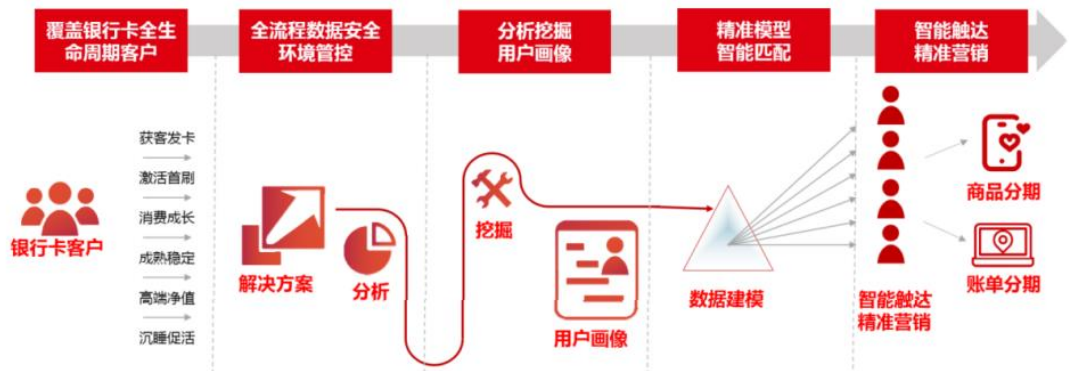 覆盖银行卡全生
命周期客户
全流程数据安全
环境管控
分析挖掘
用户画像
精准模型
智能匹配
智能触达
精准营销
获客发卡
激活首刷
消费成长
成熟稳定
高端净值
沉睡促活
银行卡客户
解决方案
分析
挖掘
用户画像
数据建模
智能触达
精准营销
商品分期
账单分期